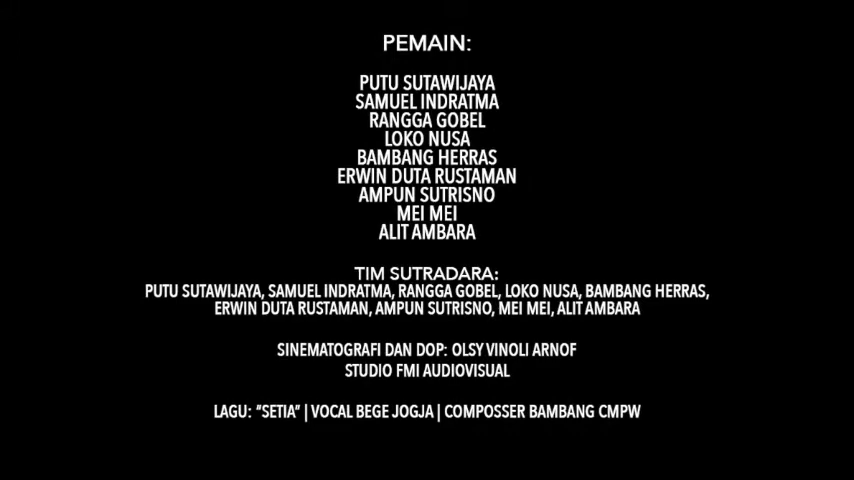 PEMAIN:
PUTU SUTAWIJAYA
SAMUEL INDRATMA
RANGGA GOBEL
LOKO NUSA
BAMBANG HERRAS
ERWIN DUTA RUSTAMAN
AMPUN SUTRISNO
MEI MEI
ALIT AMBARA
TIM SUTRADARA:
PUTU SUTAWIJAYA, SAMUEL INDRATMA, RANGGA GOBEL, LOKO NUSA, BAMBANG HERRAS,
ERWIN DUTA RUSTAMAN, AMPUN SUTRISNO, MEI MEI, ALIT AMBARA
SINEMATOGRAFI DAN DOP: OLSY VINOLI ARNOF
STUDIO FMI AUDIOVISUAL
LAGU: "SETIA" | VOCAL BEGE JOGJA | COMPOSSER BAMBANG CMPW